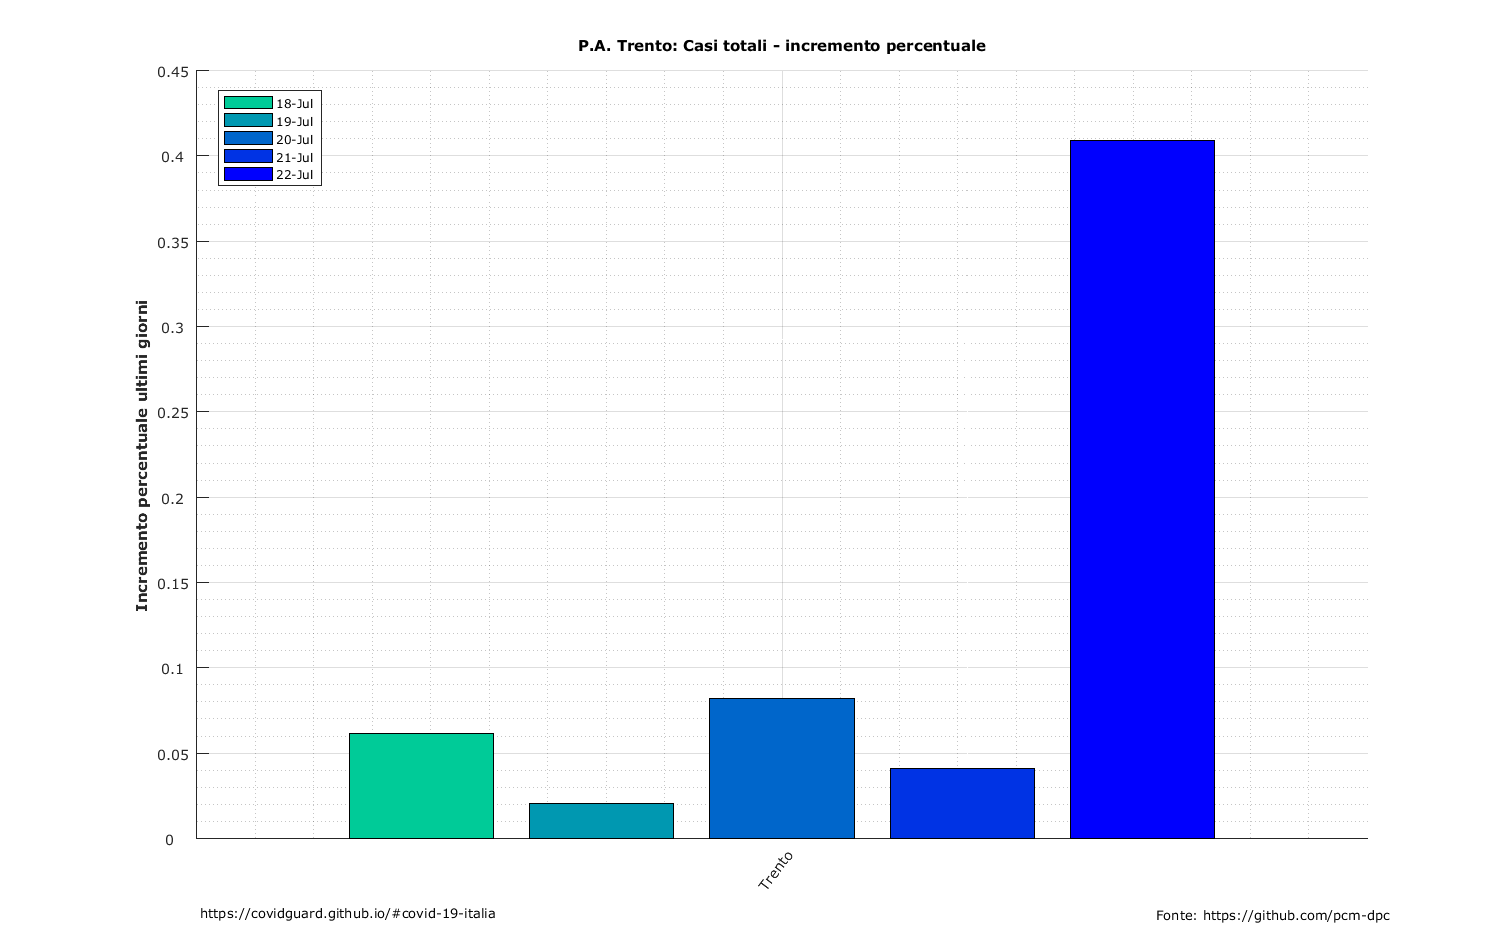 P.A. Trento: Casi totali - incremento percentuale
Incremento percentuale ultimi giorni
0.45
0.4
0.35
0.3
0.25
0.2
0.15
0.1
0.05
0
18-Jul
19-Jul
20-Jul
21-Jul
22-Jul
Trento
https://covidguard.github.io/#covid-19-italia
Fonte: https://github.com/pcm-dpc